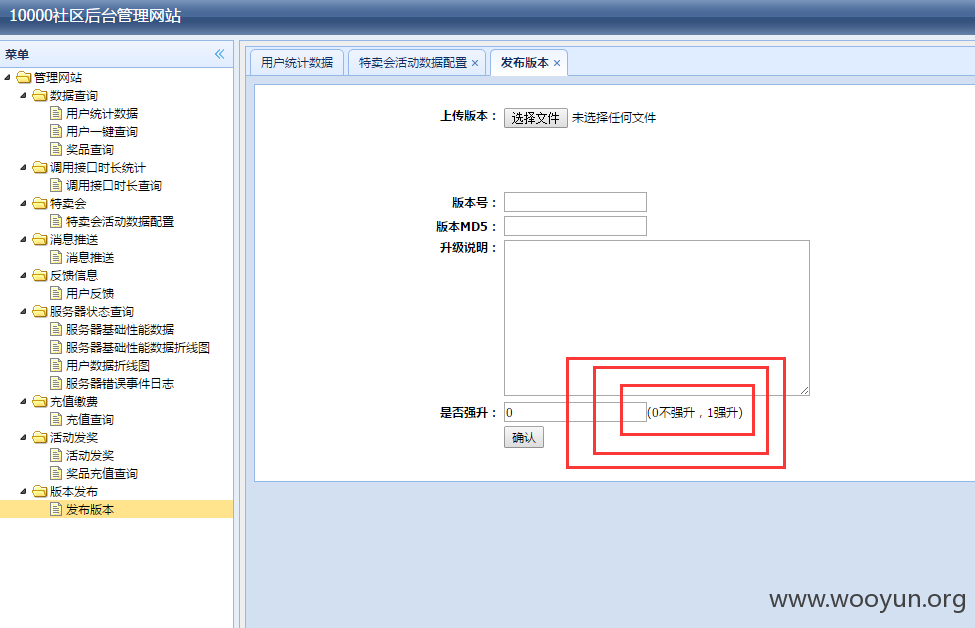 10000社区后台管理网站
菜单
管理网站
数据查询
用户统计数据
用户一键查询
奖品查询
调用接口时长统计
调用接口时长查询
特卖会
特卖会活动数据配置
消息推送
消息推送
反馈信息
用户反馈
服务器状态查询
服务器基础性能数据
服务器基础性能数据折线图
用户数据折线图
服务器错误事件日志
充值缴费
充值查询
活动发奖
活动发奖
奖品充值查询
版本发布
发布版本
用户统计数据 特卖会活动数据配置 × 发布版本 ×
上传版本： 选择文件 未选择任何文件
版本号：
版本MD5：
升级说明：
是否强升： 0 (0不强升，1强升)
确认
www.wooyun.org